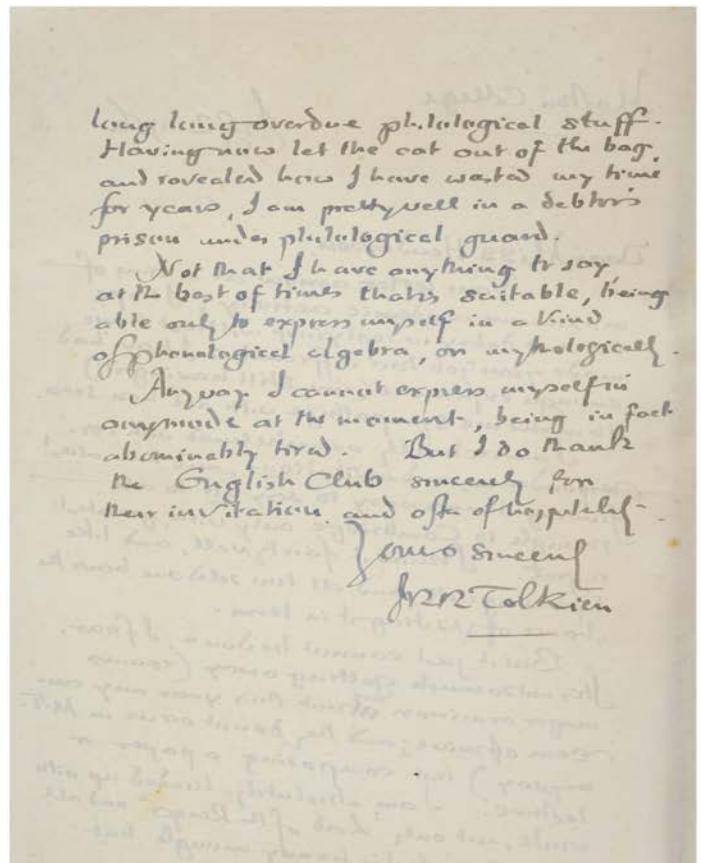 long long overdue philological stuff.
Having now let the cat out of the bag,
and revealed how I have wasted my time
for years, I am pretty well in a debtor's
prison under philological guard.
Not that I have anything to say,
at the best of times that is suitable, being
able only to express myself in a kind
of phonological algebra, or mythologically.
Anyway I cannot express myself in
any mode at the moment, being in fact
abominably tired. But I do thank
the English Club sincerely for
their invitation and offer of hospitality.
Yours sincerely
JRR Tolkien